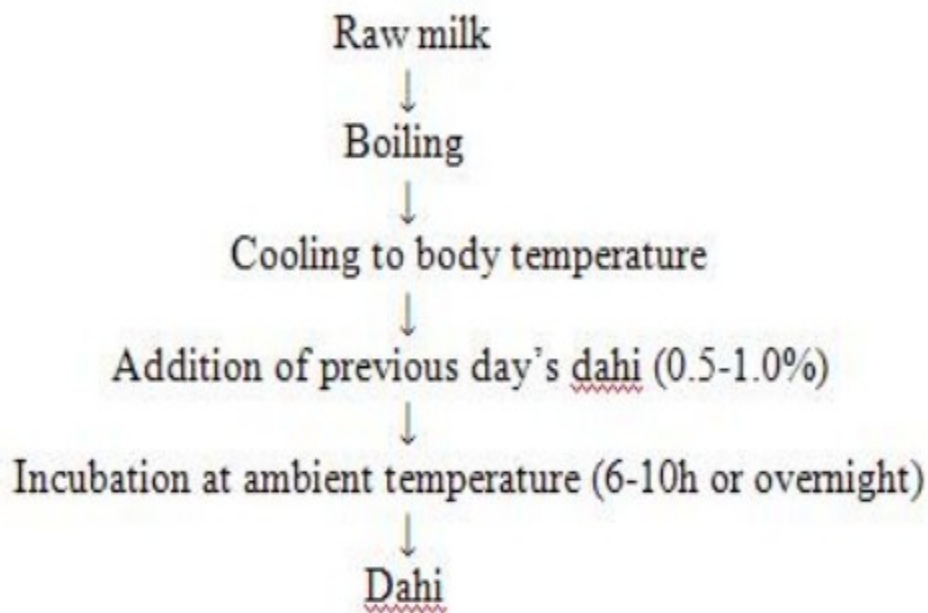 Raw milk
Boiling
Cooling to body temperature
Addition of previous day's dahi (0.5-1.0%)
Incubation at ambient temperature (6-10h or overnight)
Dahi